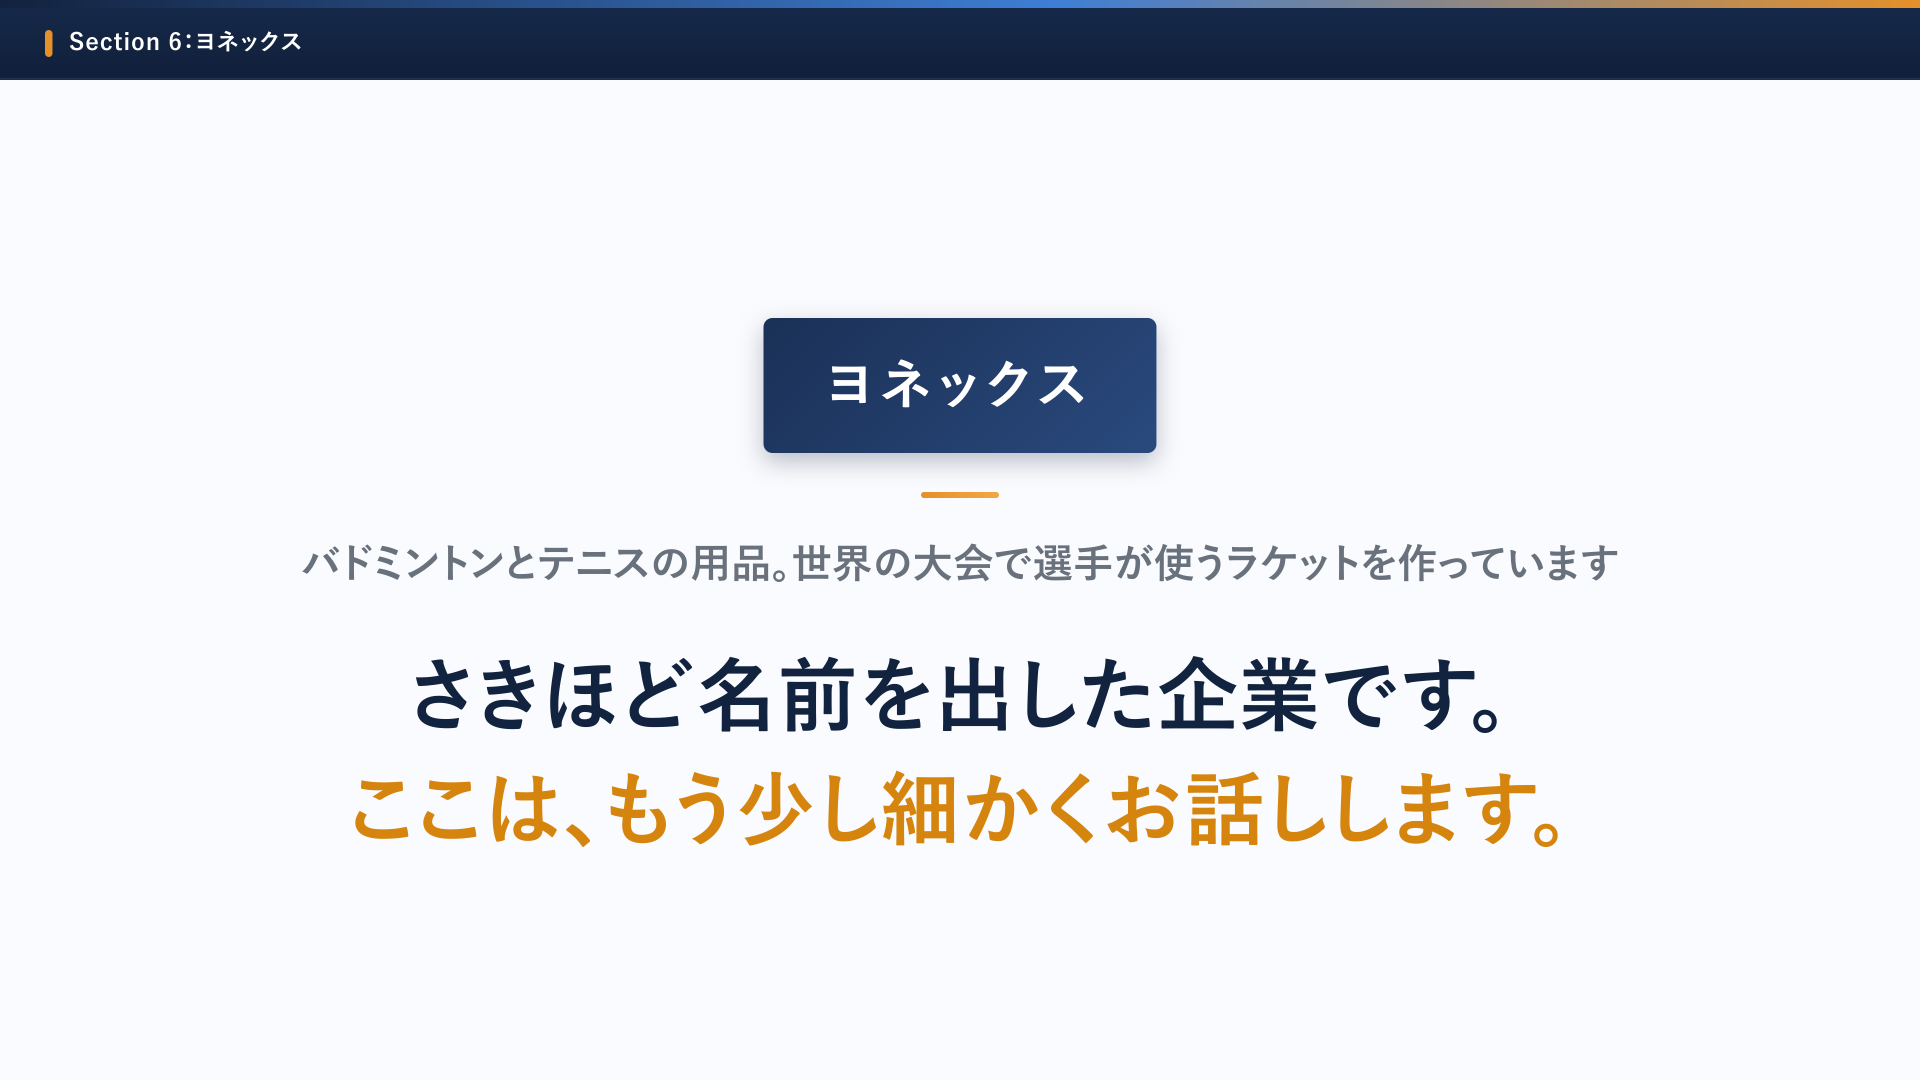 Section 6：ヨネックス
ヨネックス
バドミントンとテニスの用品。世界の大会で選手が使うラケットを作っています
さきほど名前を出した企業です。
ここは、もう少し細かくお話しします。